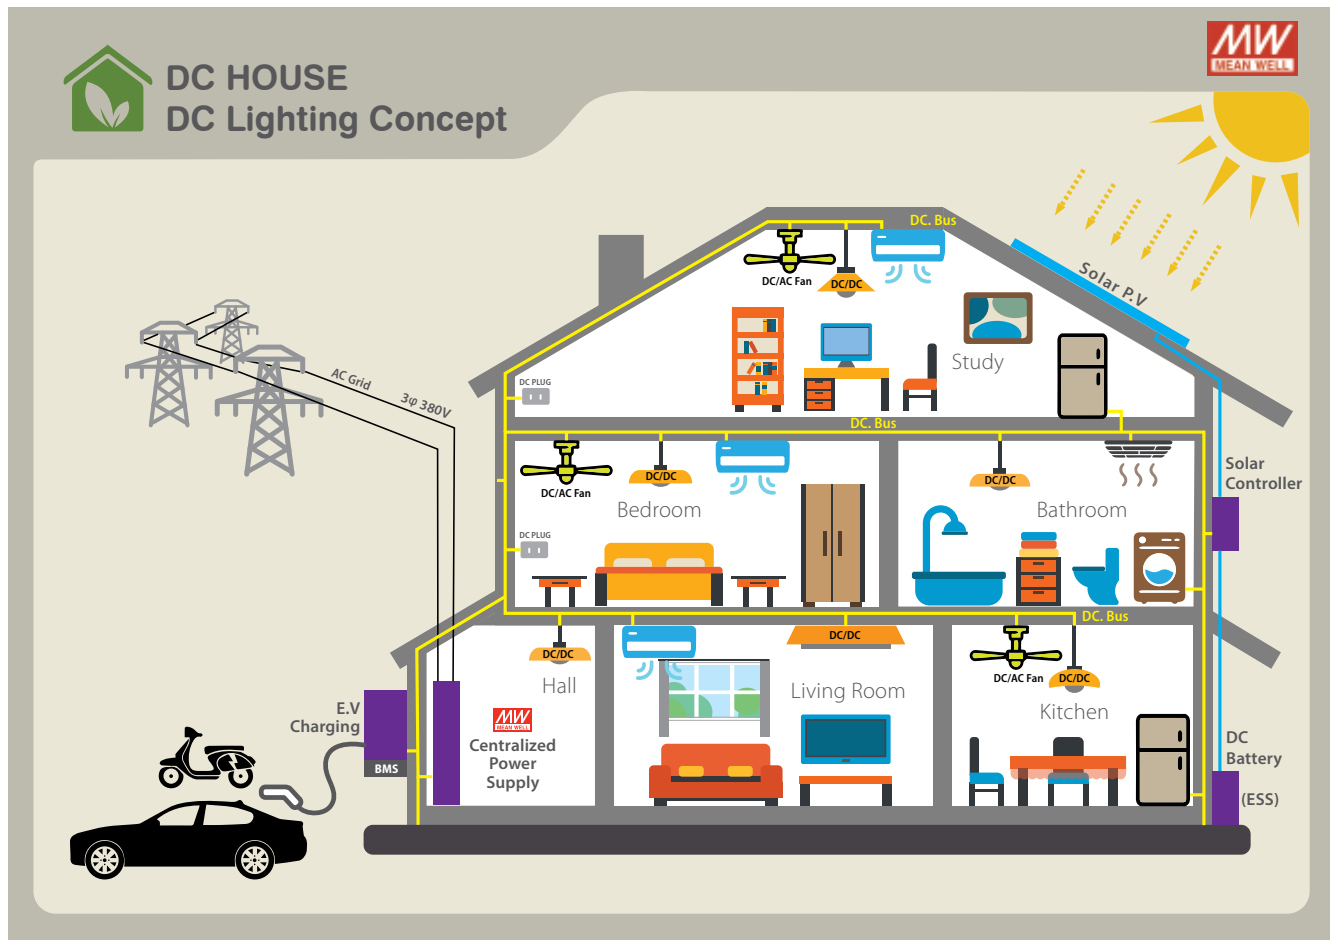 DC HOUSE
DC Lighting Concept
MW
MEAN WELL
DC. Bus
Solar P.V
DC/AC Fan
DC/DC
Study
DC PLUG
AC Grid
3φ 380V
DC. Bus
DC/AC Fan
DC/DC
DC/DC
Bedroom
Bathroom
Solar
Controller
DC PLUG
DC. Bus
DC/DC
DC/DC
DC/AC Fan
DC/DC
Hall
Living Room
Kitchen
E.V
Charging
BMS
MW
MEAN WELL
Centralized
Power
Supply
DC
Battery
(ESS)